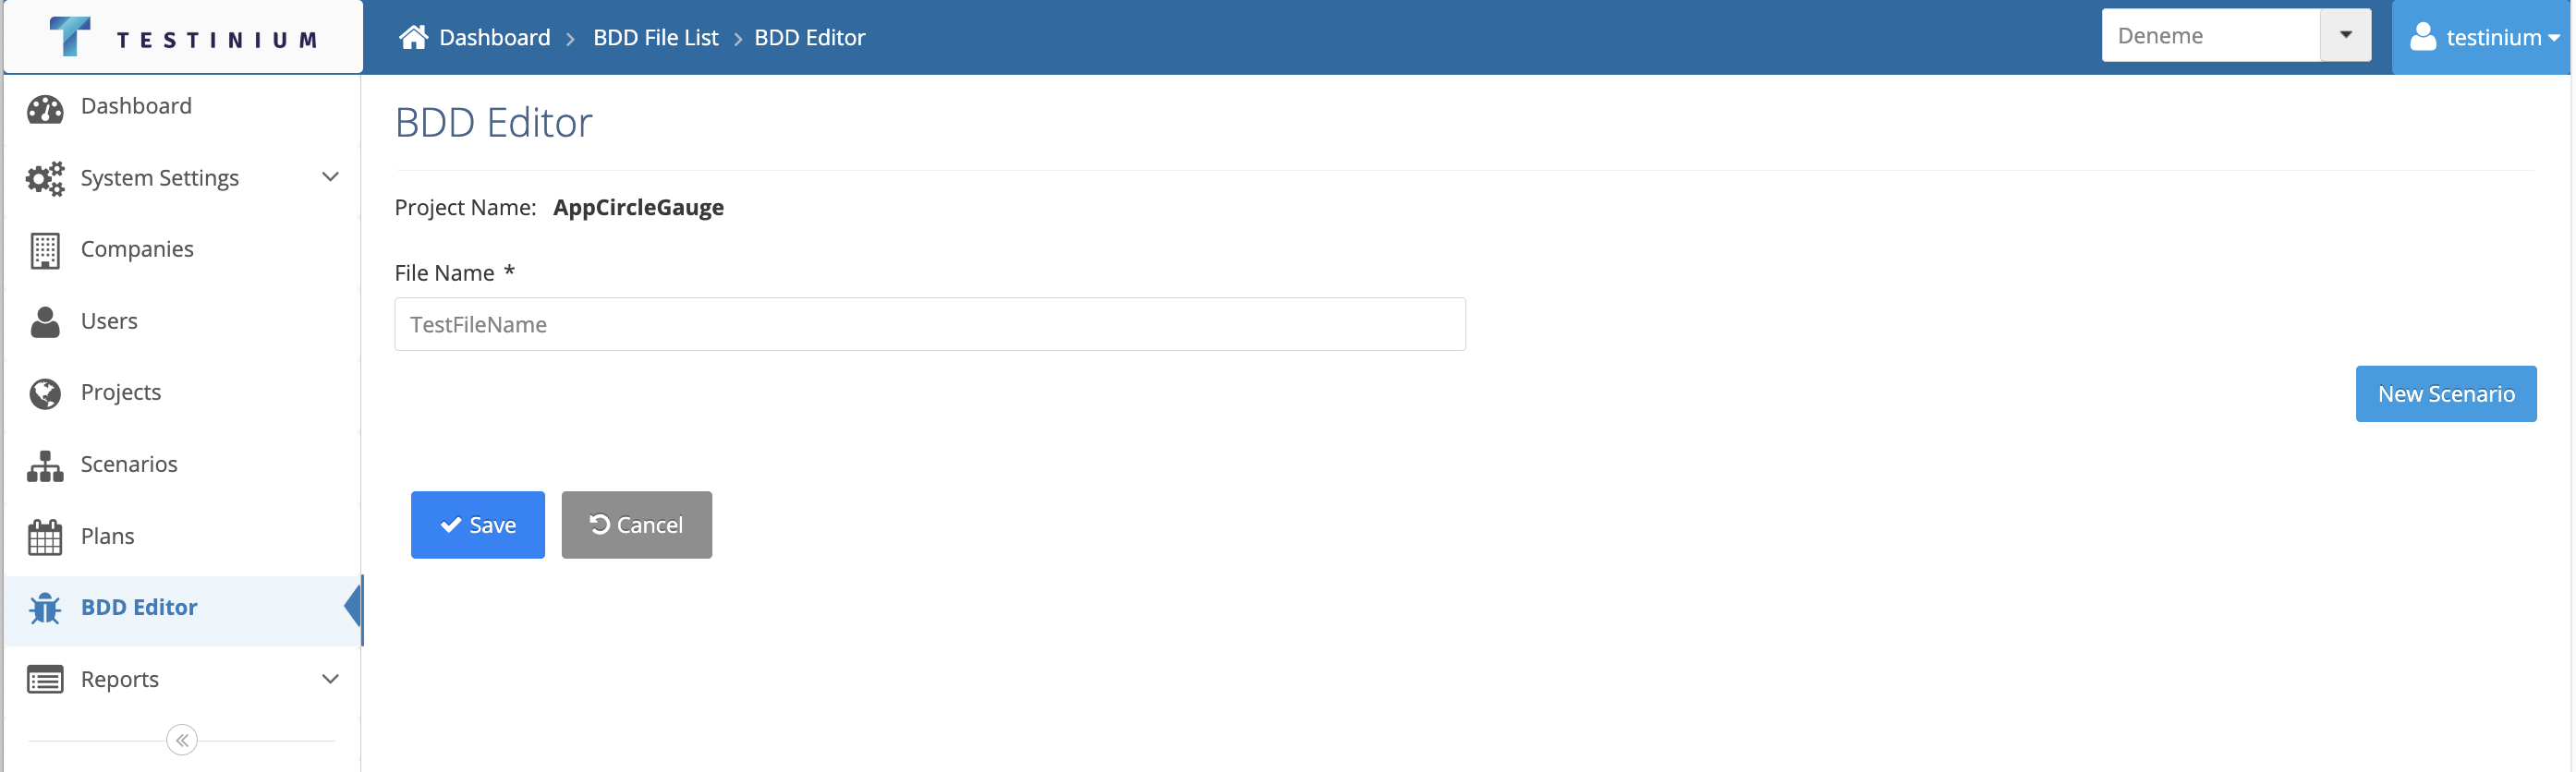 TESTINIUM
Dashboard > BDD File List > BDD Editor
Deneme
testinium
Dashboard
System Settings
Companies
Users
Projects
Scenarios
Plans
BDD Editor
Reports
BDD Editor
Project Name: AppCircleGauge
File Name *
TestFileName
New Scenario
Save
Cancel